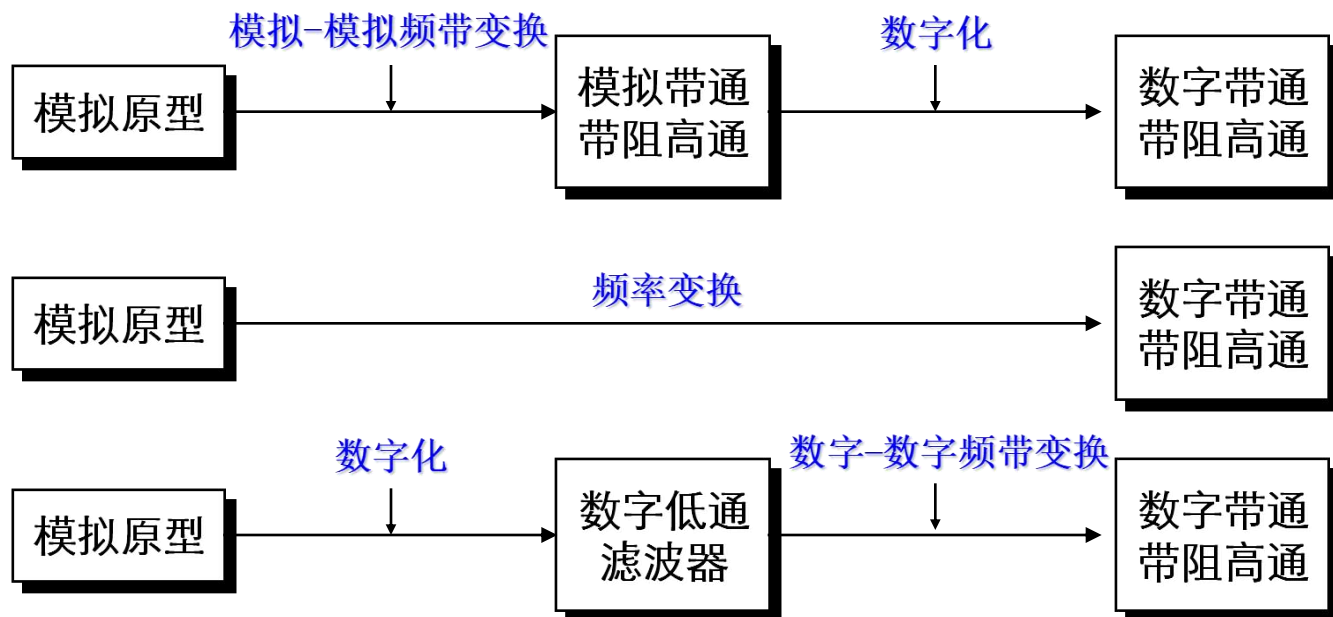 模拟-模拟频带变换
数字化
模拟原型
模拟带通
带阻高通
数字带通
带阻高通
频率变换
模拟原型
数字带通
带阻高通
数字化
数字-数字频带变换
模拟原型
数字低通
滤波器
数字带通
带阻高通